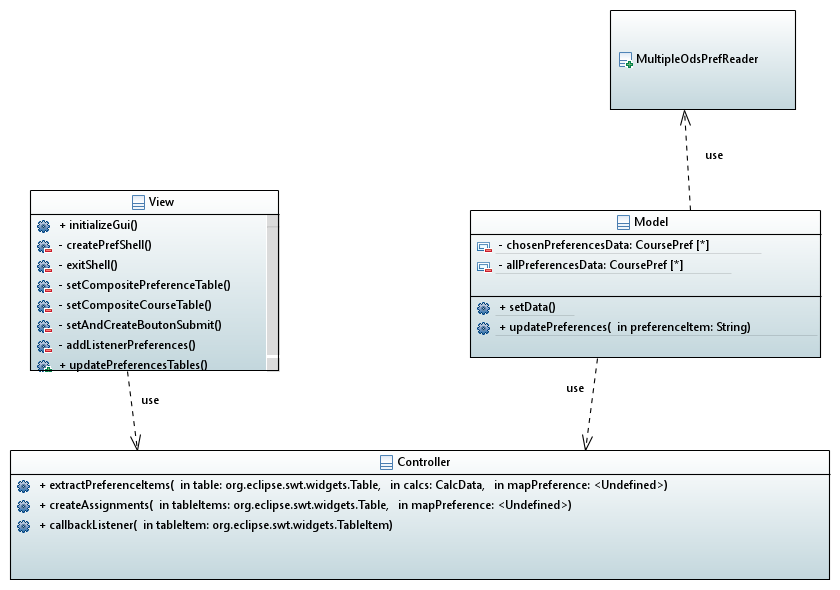 MultipleOdsPrefReader
use
View
+ initializeGui()
- createPrefShell()
- exitShell()
- setCompositePreferenceTable()
- setCompositeCourseTable()
- setAndCreateBoutonSubmit()
- addListenerPreferences()
+ updatePreferencesTables()
Model
- chosenPreferencesData: CoursePref [*]
- allPreferencesData: CoursePref [*]
+ setData()
+ updatePreferences( in preferenceItem: String)
use
use
Controller
+ extractPreferenceItems( in table: org.eclipse.swt.widgets.Table, in calcs: CalcData, in mapPreference: <Undefined>)
+ createAssignments( in tableItems: org.eclipse.swt.widgets.Table, in mapPreference: <Undefined>)
+ callbackListener( in tableItem: org.eclipse.swt.widgets.TableItem)